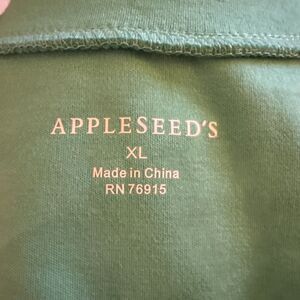 APPLESEED'S
XL
Made in China
RN 76915